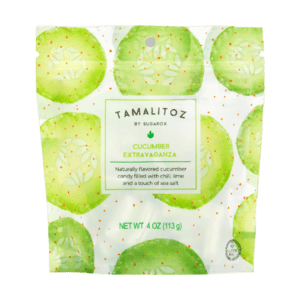 TAMALITOZ
BY SUGAROX
CUCUMBER
EXTRAVAGANZA
Naturally flavored cucumber
candy filled with chili, lime
and a touch of sea salt
NET WT 4 OZ (113g)